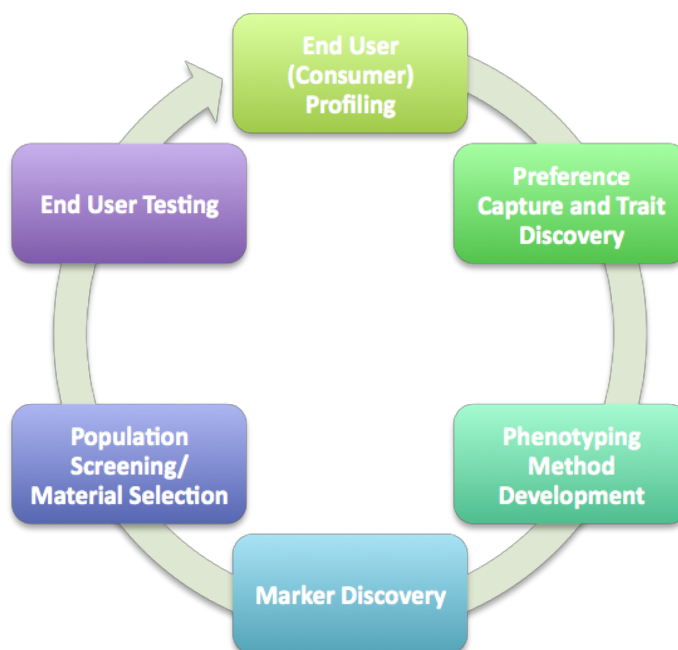 End User
(Consumer)
Profiling
Preference
Capture and Trait
Discovery
Phenotyping
Method
Development
Marker Discovery
Population
Screening/
Material Selection
End User Testing